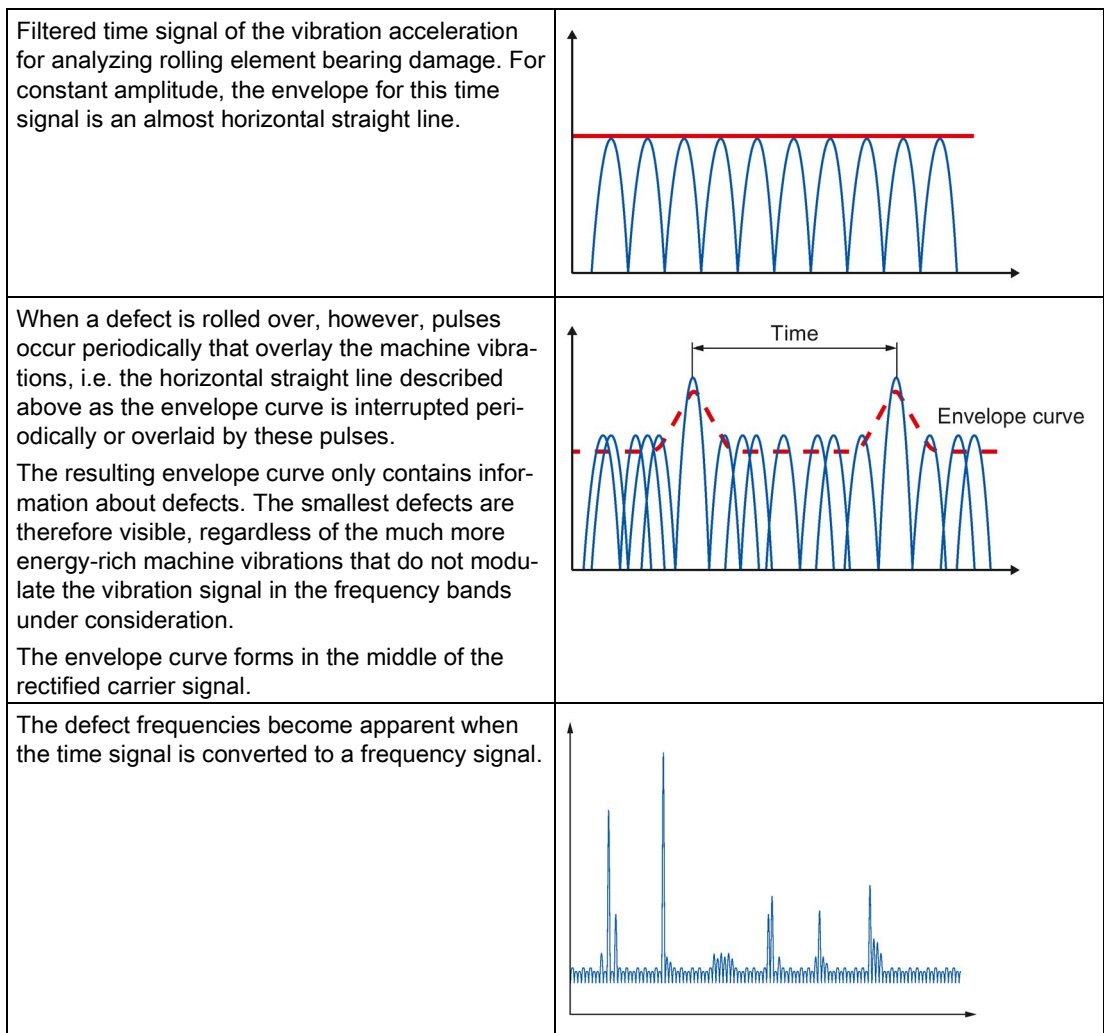 Filtered time signal of the vibration acceleration
for analyzing rolling element bearing damage. For
constant amplitude, the envelope for this time
signal is an almost horizontal straight line.
When a defect is rolled over, however, pulses
occur periodically that overlay the machine vibra-
tions, i.e. the horizontal straight line described
above as the envelope curve is interrupted peri-
odically or overlaid by these pulses.
The resulting envelope curve only contains infor-
mation about defects. The smallest defects are
therefore visible, regardless of the much more
energy-rich machine vibrations that do not modu-
late the vibration signal in the frequency bands
under consideration.
The envelope curve forms in the middle of the
rectified carrier signal.
Time
Envelope curve
The defect frequencies become apparent when
the time signal is converted to a frequency signal.